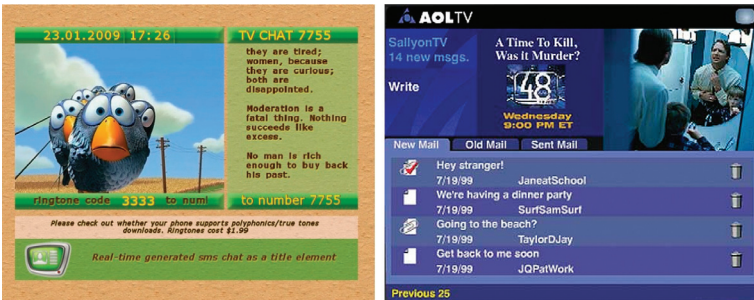 23.01.2009 17:26
TV CHAT 7755
they are tired;
women, because
they are curious;
both are
disappointed.
Moderation is a
fatal thing. Nothing
succeeds like
excess.
No man is rich
enough to buy back
his past.
ringtone code 3333 to numl
to number 7755
Please check out whether your phone supports polyphonics/true tones
downloads. Ringtones cost $1.99
Real-time generated sms chat as a title element
AOLTV
SallyonTV
14 new msgs.
Write
A Time To Kill,
Was it Murder?
48
Wednesday
9:00 PM ET
New Mail
Old Mail
Sent Mail
Hey stranger!
7/19/99 JaneatSchool
We're having a dinner party
7/19/99 SurfSamSurf
Going to the beach?
7/19/99 TaylorDJay
Get back to me soon
7/19/99 JQPatWork
Previous 25